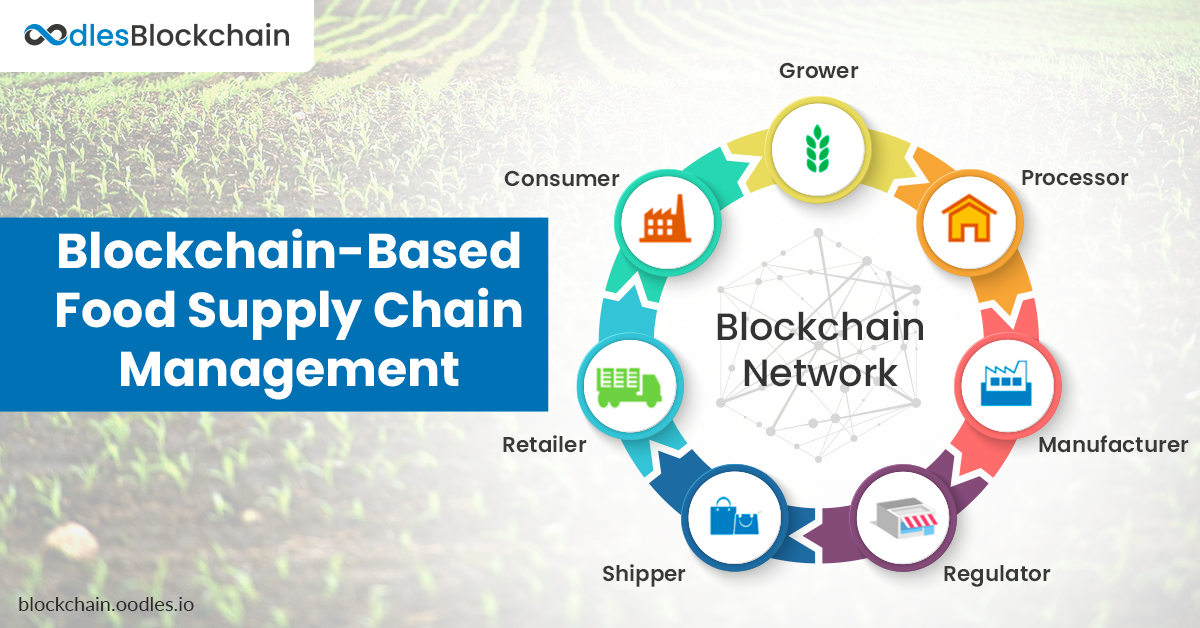 oodlesBlockchain
Blockchain-Based
Food Supply Chain
Management
Grower
Processor
Manufacturer
Regulator
Shipper
Retailer
Consumer
Blockchain
Network
blockchain.oodles.io